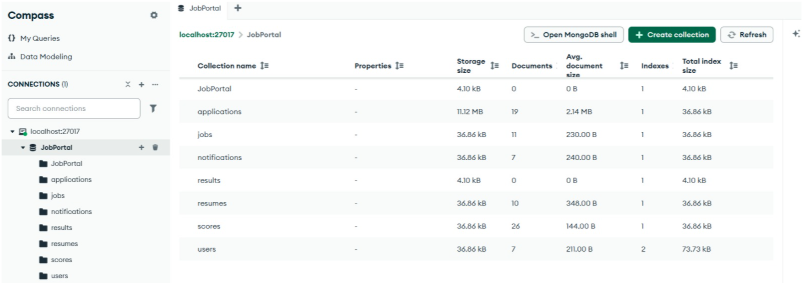 Compass
My Queries
Data Modeling
CONNECTIONS (1)
Search connections
localhost:27017
JobPortal
JobPortal
applications
jobs
notifications
results
resumes
scores
users
JobPortal
localhost:27017 > JobPortal
Open MongoDB shell
Create collection
Refresh
Collection name Properties Storage size Documents Avg. document size Indexes Total index size
JobPortal - 4.10 kB 0 0 B 1 4.10 kB
applications - 11.12 MB 19 2.14 MB 1 36.86 kB
jobs - 36.86 kB 11 230.00 B 1 36.86 kB
notifications - 36.86 kB 7 240.00 B 1 36.86 kB
results - 4.10 kB 0 0 B 1 4.10 kB
resumes - 36.86 kB 10 348.00 B 1 36.86 kB
scores - 36.86 kB 26 144.00 B 1 36.86 kB
users - 36.86 kB 7 211.00 B 2 73.73 kB